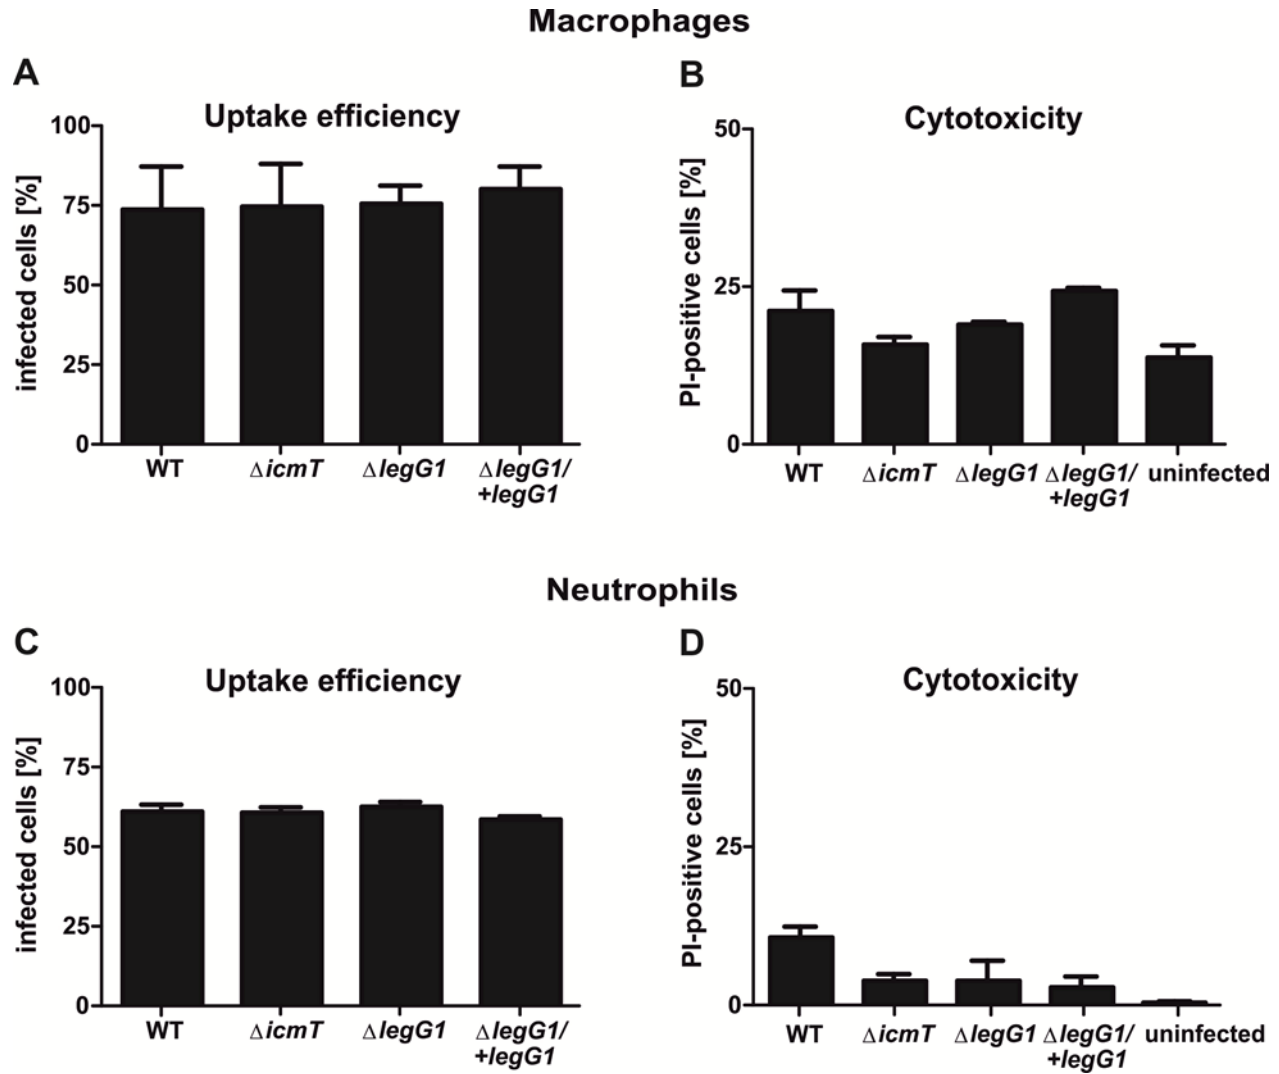 Macrophages
A
Uptake efficiency
infected cells [%]
100
75
50
25
0
WT
ΔicmT
ΔlegG1
ΔlegG1/
+legG1
B
Cytotoxicity
PI-positive cells [%]
50
25
0
WT
ΔicmT
ΔlegG1
ΔlegG1/
+legG1
uninfected
Neutrophils
C
Uptake efficiency
infected cells [%]
100
75
50
25
0
WT
ΔicmT
ΔlegG1
ΔlegG1/
+legG1
D
Cytotoxicity
PI-positive cells [%]
50
25
0
WT
ΔicmT
ΔlegG1
ΔlegG1/
+legG1
uninfected